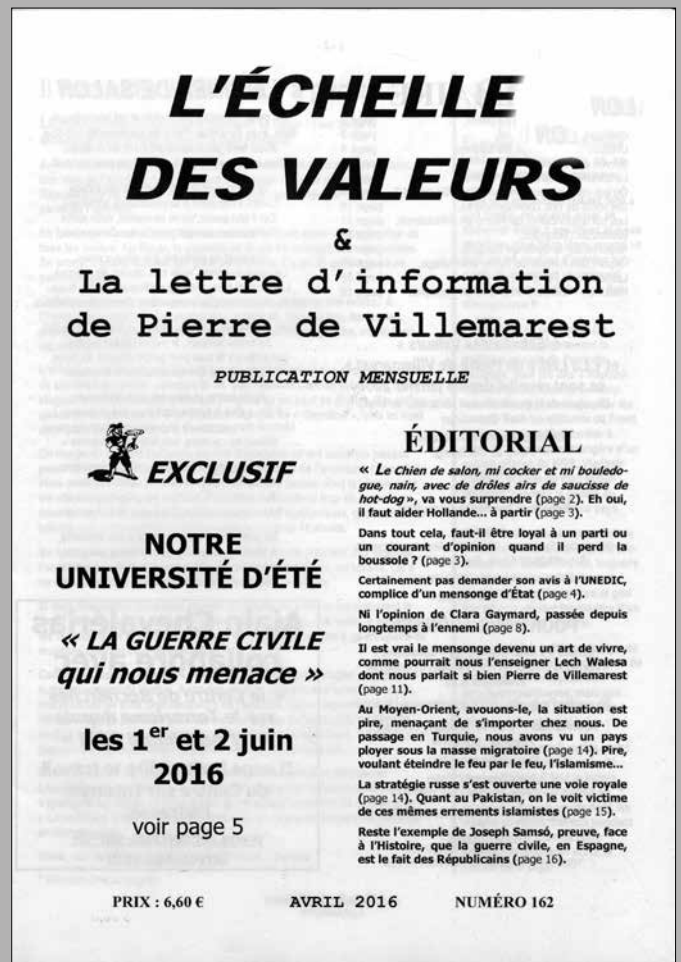 L'ÉCHELLE
DES VALEURS
&
La lettre d'information
de Pierre de Villemarest
PUBLICATION MENSUELLE
EXCLUSIF
NOTRE
UNIVERSITÉ D'ÉTÉ
« LA GUERRE CIVILE
qui nous menace »
les 1er et 2 juin
2016
voir page 5
ÉDITORIAL
« Le Chien de salon, mi cocker et mi bouledo-
gue, nain, avec de drôles airs de saucisse de
hot-dog », va vous surprendre (page 2). Eh oui,
il faut aider Hollande... à partir (page 3).
Dans tout cela, faut-il être loyal à un parti ou
un courant d'opinion quand il perd la
boussole ? (page 3).
Certainement pas demander son avis à l'UNEDIC,
complice d'un mensonge d'État (page 4).
Ni l'opinion de Clara Gaymard, passée depuis
longtemps à l'ennemi (page 8).
Il est vrai le mensonge devenu un art de vivre,
comme pourrait nous l'enseigner Lech Walesa
dont nous parlait si bien Pierre de Villemarest
(page 11).
Au Moyen-Orient, avouons-le, la situation est
pire, menaçant de s'importer chez nous. De
passage en Turquie, nous avons vu un pays
ployer sous la masse migratoire (page 14). Pire,
voulant éteindre le feu par le feu, l'islamisme...
La stratégie russe s'est ouverte une voie royale
(page 14). Quant au Pakistan, on le voit victime
de ces mêmes errements islamistes (page 15).
Reste l'exemple de Joseph Samsó, preuve, face
à l'Histoire, que la guerre civile, en Espagne,
est le fait des Républicains (page 16).
PRIX : 6,60 €
AVRIL 2016
NUMÉRO 162